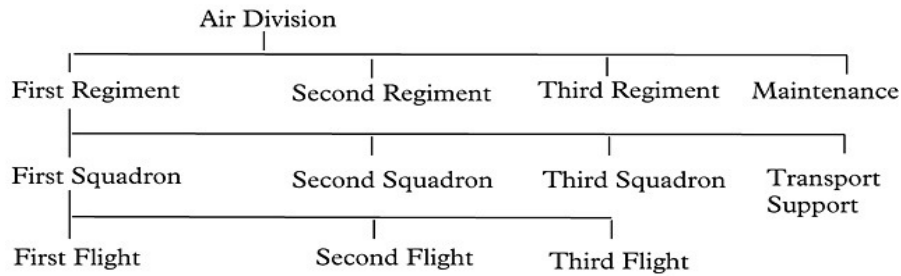 Air Division
First Regiment Second Regiment Third Regiment Maintenance
First Squadron Second Squadron Third Squadron Transport
Support
First Flight Second Flight Third Flight